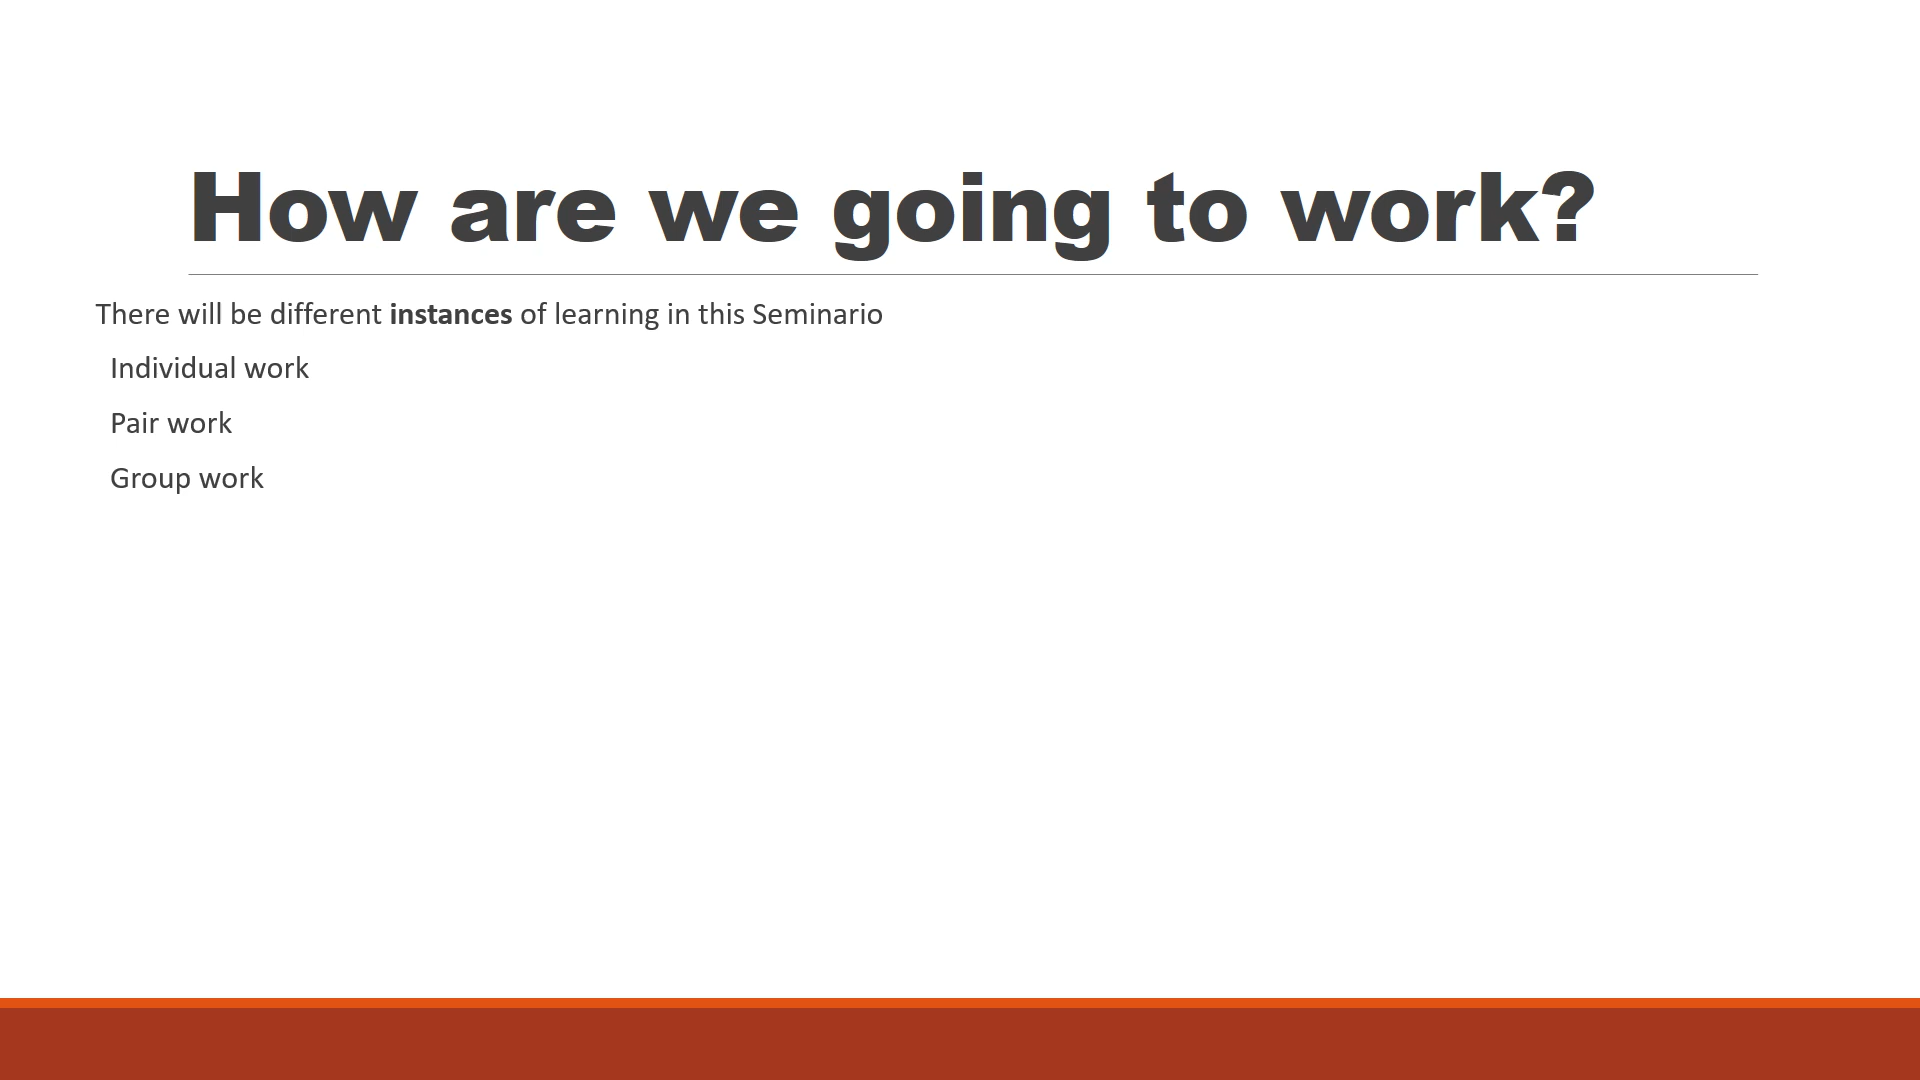 How are we going to work?
There will be different instances of learning in this Seminario
Individual work
Pair work
Group work